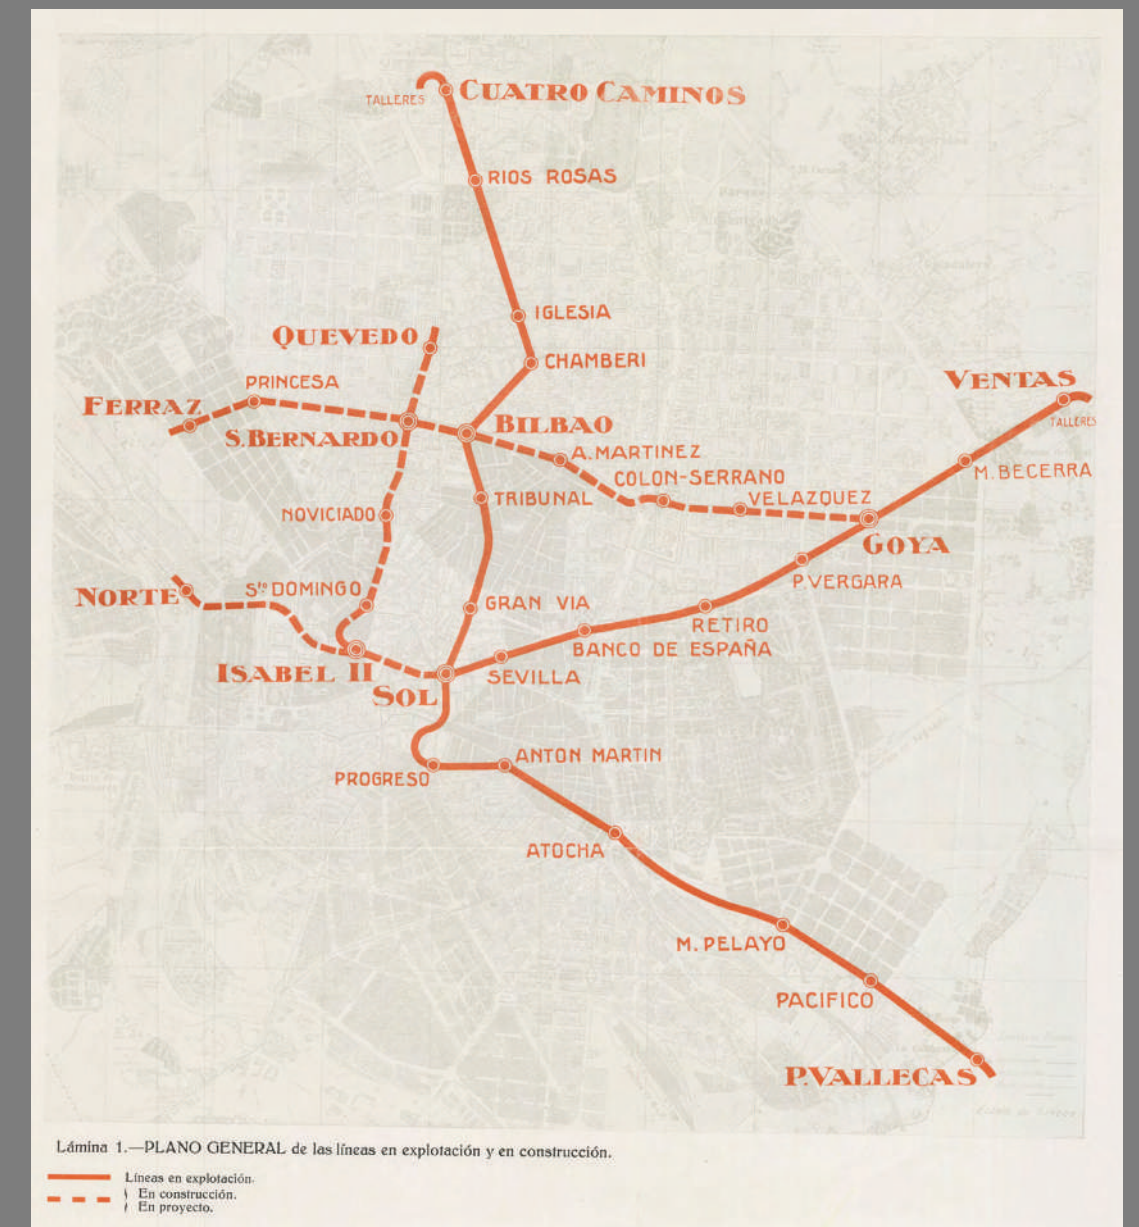 CUATRO CAMINOS
TALLERES
RIOS ROSAS
IGLESIA
QUEVEDO
CHAMBERI
PRINCESA
VENTAS
FERRAZ
TALLERES
S. BERNARDO
BILBAO
A. MARTINEZ
M. BECERRA
COLON-SERRANO
TRIBUNAL
VELAZQUEZ
NOVICIADO
GOYA
P. VERGARA
NORTE
Sto DOMINGO
GRAN VIA
RETIRO
BANCO DE ESPAÑA
ISABEL II
SEVILLA
SOL
ANTON MARTIN
PROGRESO
ATOCHA
M. PELAYO
PACIFICO
P. VALLECAS
Lámina 1.—PLANO GENERAL de las líneas en explotación y en construcción.
Líneas en explotación.
En construcción.
En proyecto.